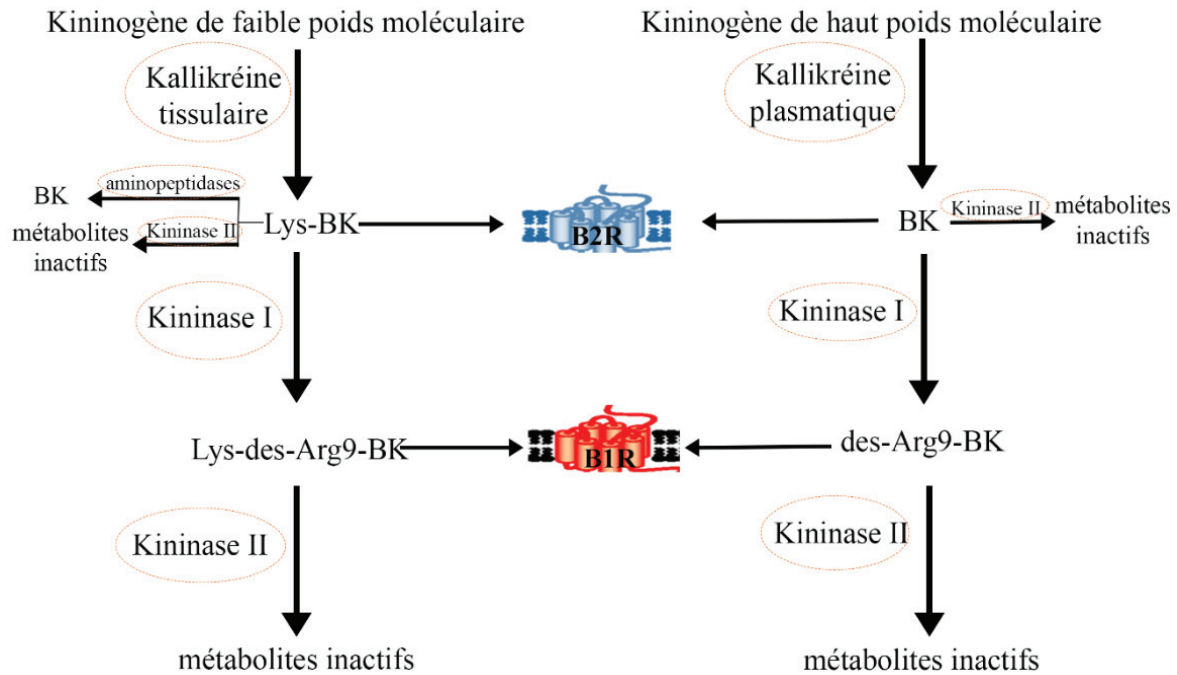 Kininogène de faible poids moléculaire
Kininogène de haut poids moléculaire
Kallikréine
tissulaire
Kallikréine
plasmatique
aminopeptidases
BK
métabolites
inactifs
Kininase II
Lys-BK
B2R
BK
Kininase II
métabolites
inactifs
Kininase I
Kininase I
Lys-des-Arg9-BK
B1R
des-Arg9-BK
Kininase II
Kininase II
métabolites inactifs
métabolites inactifs